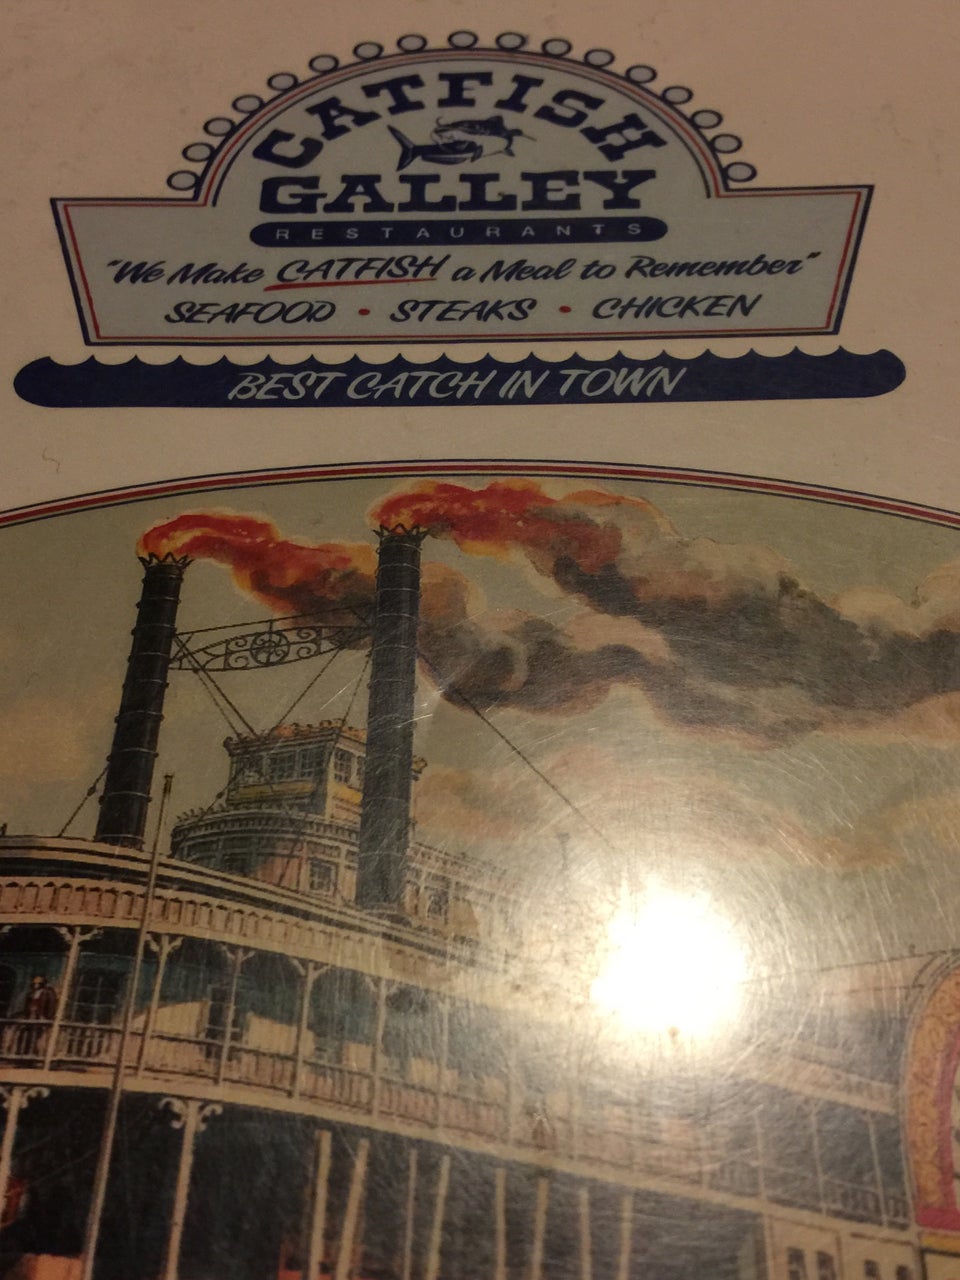 CATFISH
GALLEY
RESTAURANTS
"We Make CATFISH a Meal to Remember"
SEAFOOD • STEAKS • CHICKEN
BEST CATCH IN TOWN